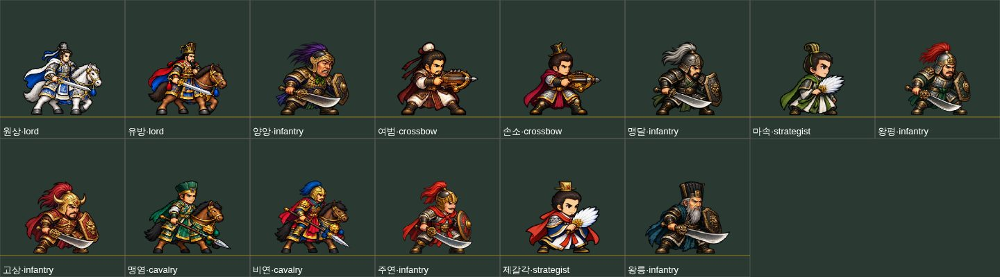 원상·lord
유방·lord
양앙·infantry
여범·crossbow
손소·crossbow
맹달·infantry
마속·strategist
왕평·infantry
고상·infantry
맹염·cavalry
비연·cavalry
주연·infantry
제갈각·strategist
왕릉·infantry